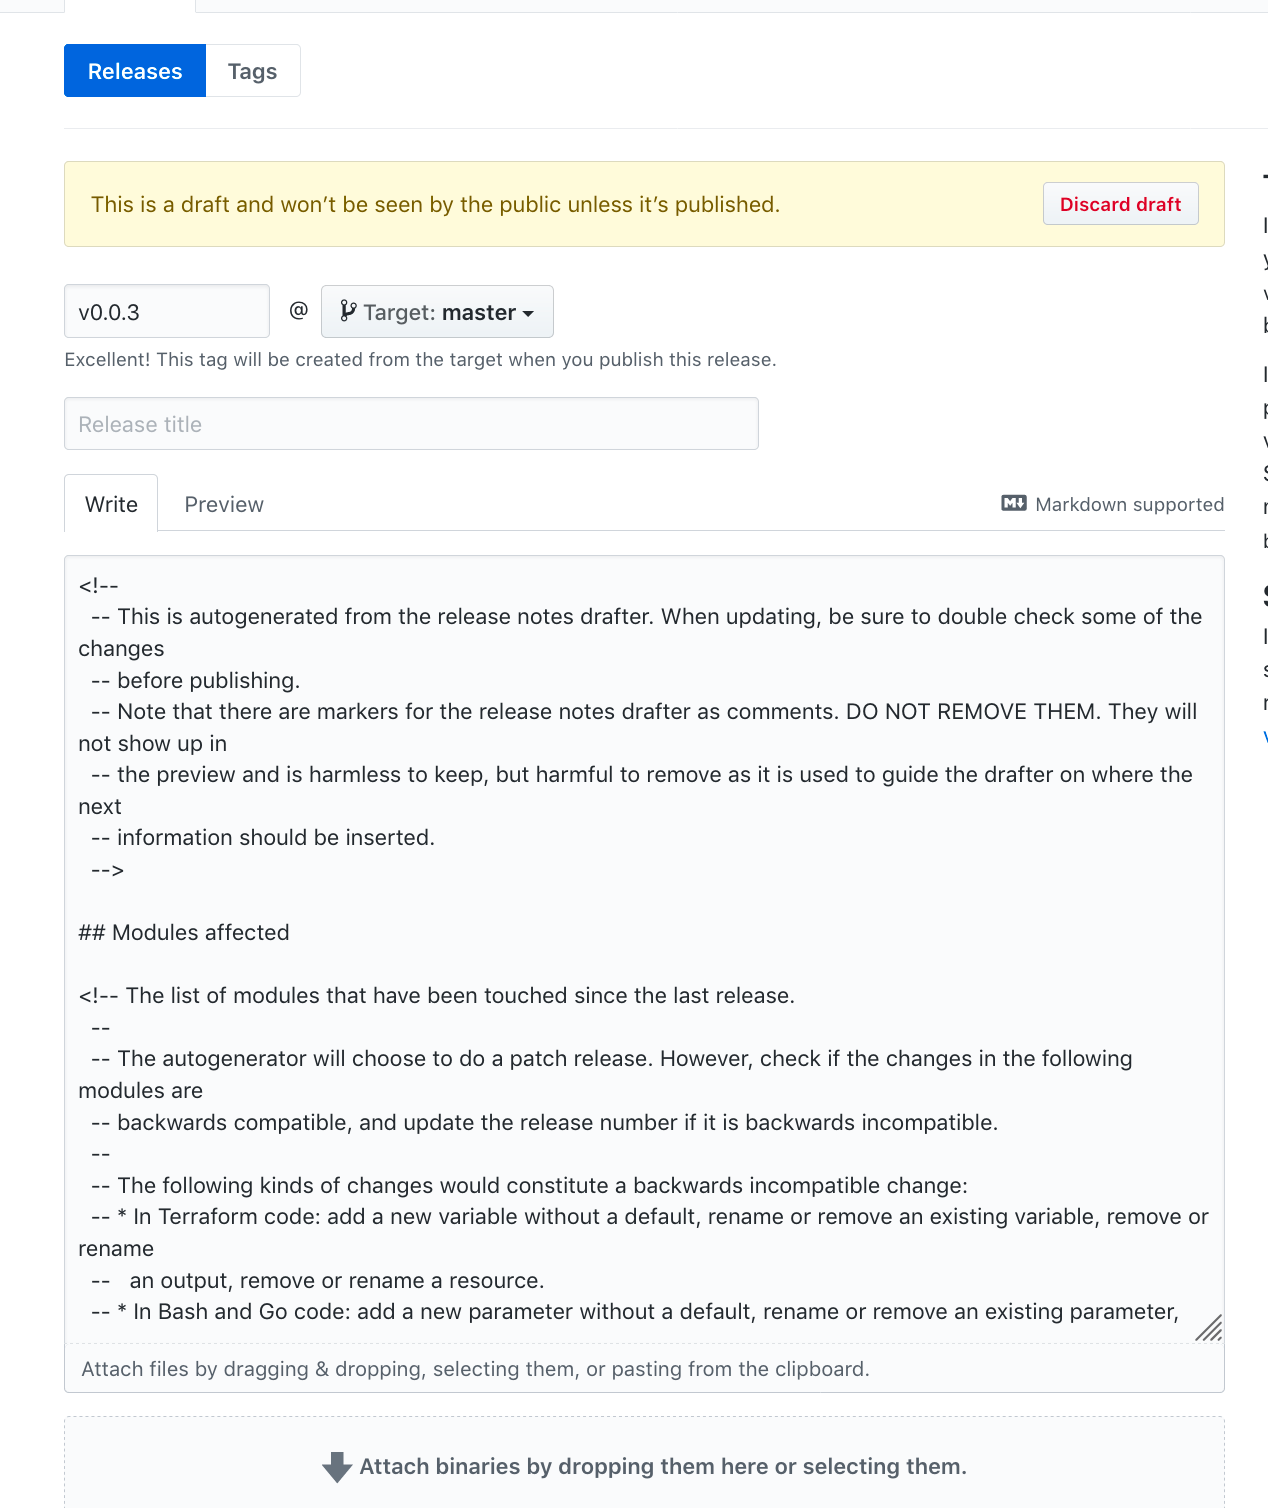 Releases Tags
This is a draft and won’t be seen by the public unless it’s published. Discard draft
v0.0.3 @ Target: master
Excellent! This tag will be created from the target when you publish this release.
Release title
Write Preview Markdown supported
<!--
-- This is autogenerated from the release notes drafter. When updating, be sure to double check some of the
changes
-- before publishing.
-- Note that there are markers for the release notes drafter as comments. DO NOT REMOVE THEM. They will
not show up in
-- the preview and is harmless to keep, but harmful to remove as it is used to guide the drafter on where the
next
-- information should be inserted.
-->
## Modules affected
<!-- The list of modules that have been touched since the last release.
--
-- The autogenerator will choose to do a patch release. However, check if the changes in the following
modules are
-- backwards compatible, and update the release number if it is backwards incompatible.
--
-- The following kinds of changes would constitute a backwards incompatible change:
-- * In Terraform code: add a new variable without a default, rename or remove an existing variable, remove or
rename
-- an output, remove or rename a resource.
-- * In Bash and Go code: add a new parameter without a default, rename or remove an existing parameter,
Attach files by dragging & dropping, selecting them, or pasting from the clipboard.
Attach binaries by dropping them here or selecting them.